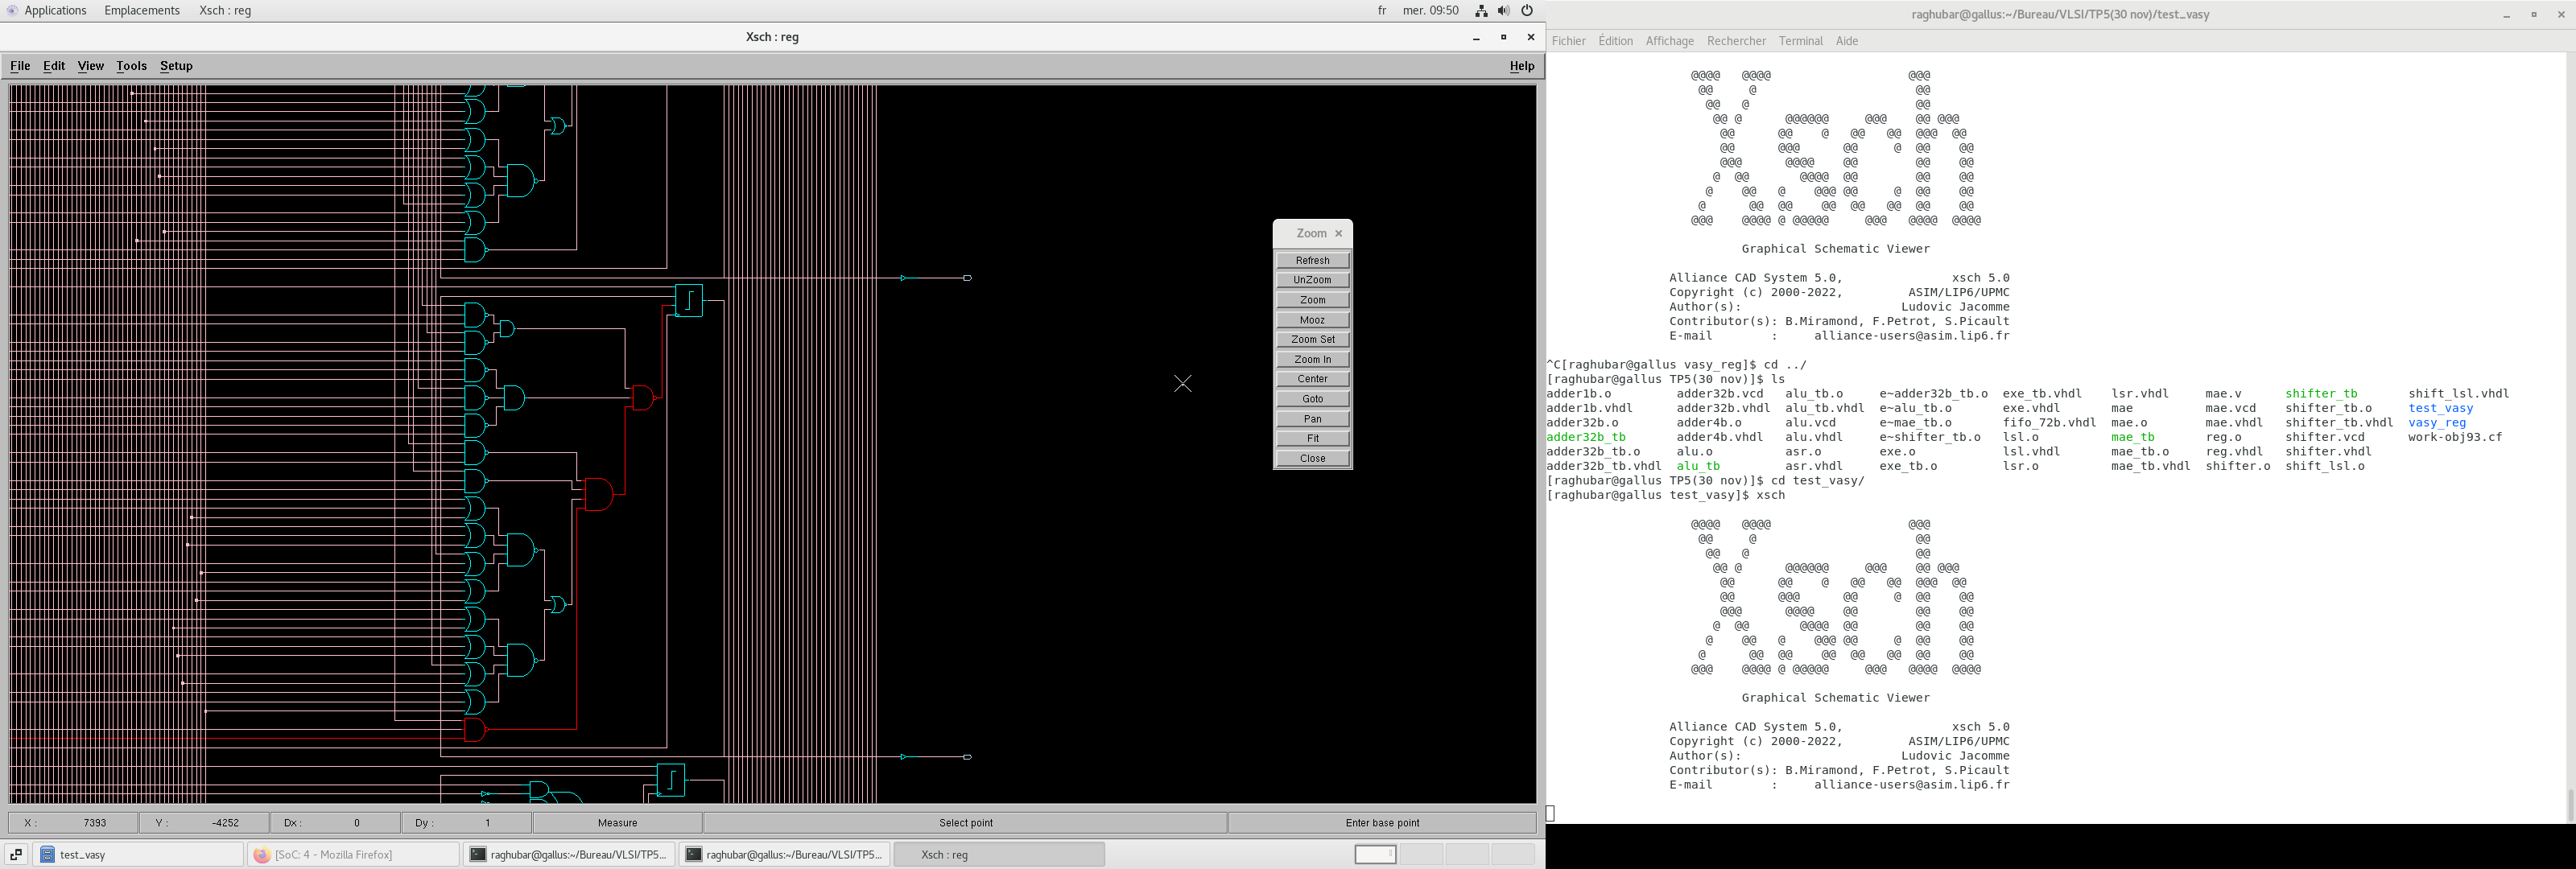 Applications Emplacements Xsch : reg fr mer. 09:50
Xsch : reg
File Edit View Tools Setup Help
Zoom
Refresh
UnZoom
Zoom
Mooz
Zoom Set
Zoom In
Center
Goto
Pan
Fit
Close
X : 7393 Y : -4252 Dx : 0 Dy : 1 Measure Select point Enter base point
test_vasy [SoC: 4 - Mozilla Firefox] raghubar@gallus:~/Bureau/VLSI/TP5... raghubar@gallus:~/Bureau/VLSI/TP5... Xsch : reg
raghubar@gallus:~/Bureau/VLSI/TP5(30 nov)/test_vasy
Fichier Édition Affichage Rechercher Terminal Aide
Xsch
Graphical Schematic Viewer
Alliance CAD System 5.0, xsch 5.0
Copyright (c) 2000-2022, ASIM/LIP6/UPMC
Author(s): Ludovic Jacomme
Contributor(s): B.Miramond, F.Petrot, S.Picault
E-mail : alliance-users@asim.lip6.fr
^C[raghubar@gallus vasy_reg]$ cd ../
[raghubar@gallus TP5(30 nov)]$ ls
adder1b.o adder32b.vcd alu_tb.o e~adder32b_tb.o exe_tb.vhdl lsr.vhdl mae.v shifter_tb shift_lsl.vhdl
adder1b.vhdl adder32b.vhdl alu_tb.vhdl e~alu_tb.o exe.vhdl mae mae.vcd shifter_tb.o test_vasy
adder32b.o adder4b.o alu.vcd e~mae_tb.o fifo_72b.vhdl mae.o mae.vhdl shifter_tb.vhdl vasy_reg
adder32b_tb adder4b.vhdl alu.vhdl e~shifter_tb.o lsl.o mae_tb reg.o shifter.vcd work-obj93.cf
adder32b_tb.o alu.o asr.o exe.o lsl.vhdl mae_tb.o reg.vhdl shifter.vhdl
adder32b_tb.vhdl alu_tb asr.vhdl exe_tb.o lsr.o mae_tb.vhdl shifter.o shift_lsl.o
[raghubar@gallus TP5(30 nov)]$ cd test_vasy/
[raghubar@gallus test_vasy]$ xsch
Xsch
Graphical Schematic Viewer
Alliance CAD System 5.0, xsch 5.0
Copyright (c) 2000-2022, ASIM/LIP6/UPMC
Author(s): Ludovic Jacomme
Contributor(s): B.Miramond, F.Petrot, S.Picault
E-mail : alliance-users@asim.lip6.fr